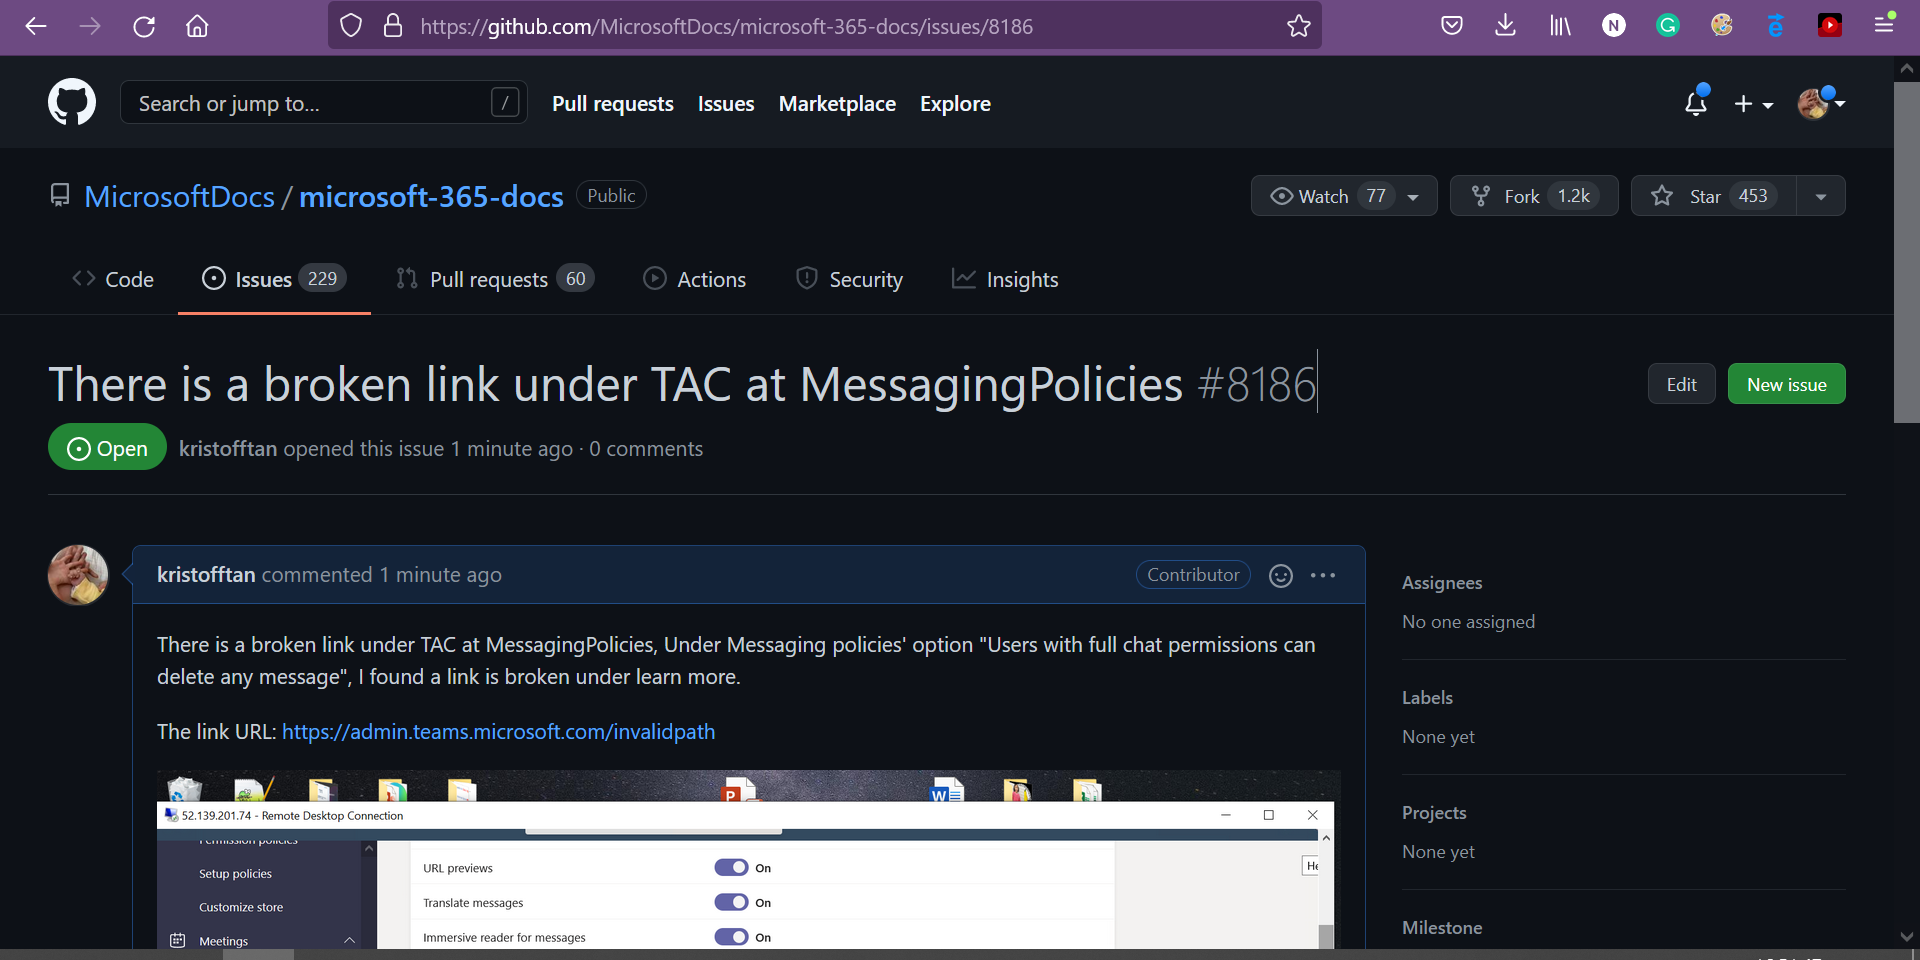 https://github.com/MicrosoftDocs/microsoft-365-docs/issues/8186
N
G
Search or jump to... /
Pull requests Issues Marketplace Explore
MicrosoftDocs / microsoft-365-docs Public
Watch 77 Fork 1.2k Star 453
Code Issues 229 Pull requests 60 Actions Security Insights
There is a broken link under TAC at MessagingPolicies #8186
Edit New issue
Open kristofftan opened this issue 1 minute ago · 0 comments
kristofftan commented 1 minute ago Contributor
There is a broken link under TAC at MessagingPolicies, Under Messaging policies' option "Users with full chat permissions can
delete any message", I found a link is broken under learn more.
The link URL: https://admin.teams.microsoft.com/invalidpath
52.139.201.74 - Remote Desktop Connection
Permission policies
Setup policies
Customize store
Meetings
URL previews On
Translate messages On
Immersive reader for messages On
Assignees
No one assigned
Labels
None yet
Projects
None yet
Milestone